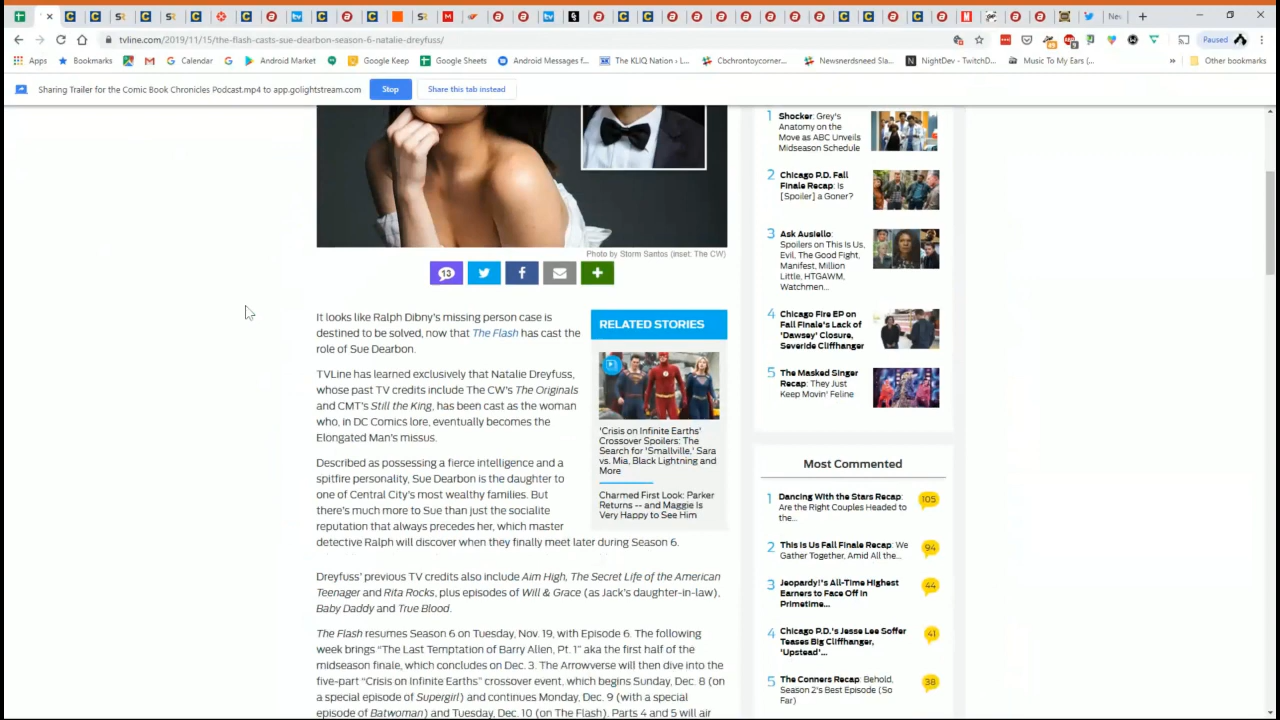 Nev
tvline.com/2019/11/15/the-flash-casts-sue-dearbon-season-6-natalie-dreyfuss/
Paused
Apps
Bookmarks
Calendar
Android Market
Google Keep
Google Sheets
Android Messages f...
The KLIQ Nation › L...
Cbchrontoycorner...
Newsnerdsneed Sla...
NightDev - TwitchD...
Music To My Ears (...
»
Other bookmarks
Sharing Trailer for the Comic Book Chronicles Podcast.mp4 to app.golightstream.com
Stop
Share this tab instead
Photo by Storm Santos (inset: The CW)
13
It looks like Ralph Dibny's missing person case is
destined to be solved, now that The Flash has cast the
role of Sue Dearbon.
TVLine has learned exclusively that Natalie Dreyfuss,
whose past TV credits include The CW's The Originals
and CMT's Still the King, has been cast as the woman
who, in DC Comics lore, eventually becomes the
Elongated Man's missus.
Described as possessing a fierce intelligence and a
spitfire personality, Sue Dearbon is the daughter to
one of Central City's most wealthy families. But
there's much more to Sue than just the socialite
reputation that always precedes her, which master
detective Ralph will discover when they finally meet later during Season 6.
Dreyfuss' previous TV credits also include Aim High, The Secret Life of the American
Teenager and Rita Rocks, plus episodes of Will & Grace (as Jack's daughter-in-law),
Baby Daddy and True Blood.
The Flash resumes Season 6 on Tuesday, Nov. 19, with Episode 6. The following
week brings "The Last Temptation of Barry Allen, Pt. 1" aka the first half of the
midseason finale, which concludes on Dec. 3. The Arrowverse will then dive into the
five-part "Crisis on Infinite Earths" crossover event, which begins Sunday, Dec. 8 (on
a special episode of Supergirl) and continues Monday, Dec. 9 (with a special
episode of Batwoman) and Tuesday, Dec. 10 (on The Flash). Parts 4 and 5 will air
RELATED STORIES
'Crisis on Infinite Earths'
Crossover Spoilers: The
Search for 'Smallville,' Sara
vs. Mia, Black Lightning and
More
Charmed First Look: Parker
Returns -- and Maggie Is
Very Happy to See Him
1 Shocker: Grey's
Anatomy on the
Move as ABC Unveils
Midseason Schedule
2 Chicago P.D. Fall
Finale Recap: Is
[Spoiler] a Goner?
3 Ask Ausiello:
Spoilers on This Is Us,
Evil, The Good Fight,
Manifest, Million
Little, HTGAWM,
Watchmen...
4 Chicago Fire EP on
Fall Finale's Lack of
'Dawsey' Closure,
Severide Cliffhanger
5 The Masked Singer
Recap: They Just
Keep Movin' Feline
Most Commented
1 Dancing With the Stars Recap: 105
Are the Right Couples Headed to
the...
2 This Is Us Fall Finale Recap: We 94
Gather Together, Amid All the...
3 Jeopardy!'s All-Time Highest 44
Earners to Face Off in
Primetime...
4 Chicago P.D.'s Jesse Lee Soffer 41
Teases Big Cliffhanger,
'Upstead'...
5 The Conners Recap: Behold, 38
Season 2's Best Episode (So
Far)